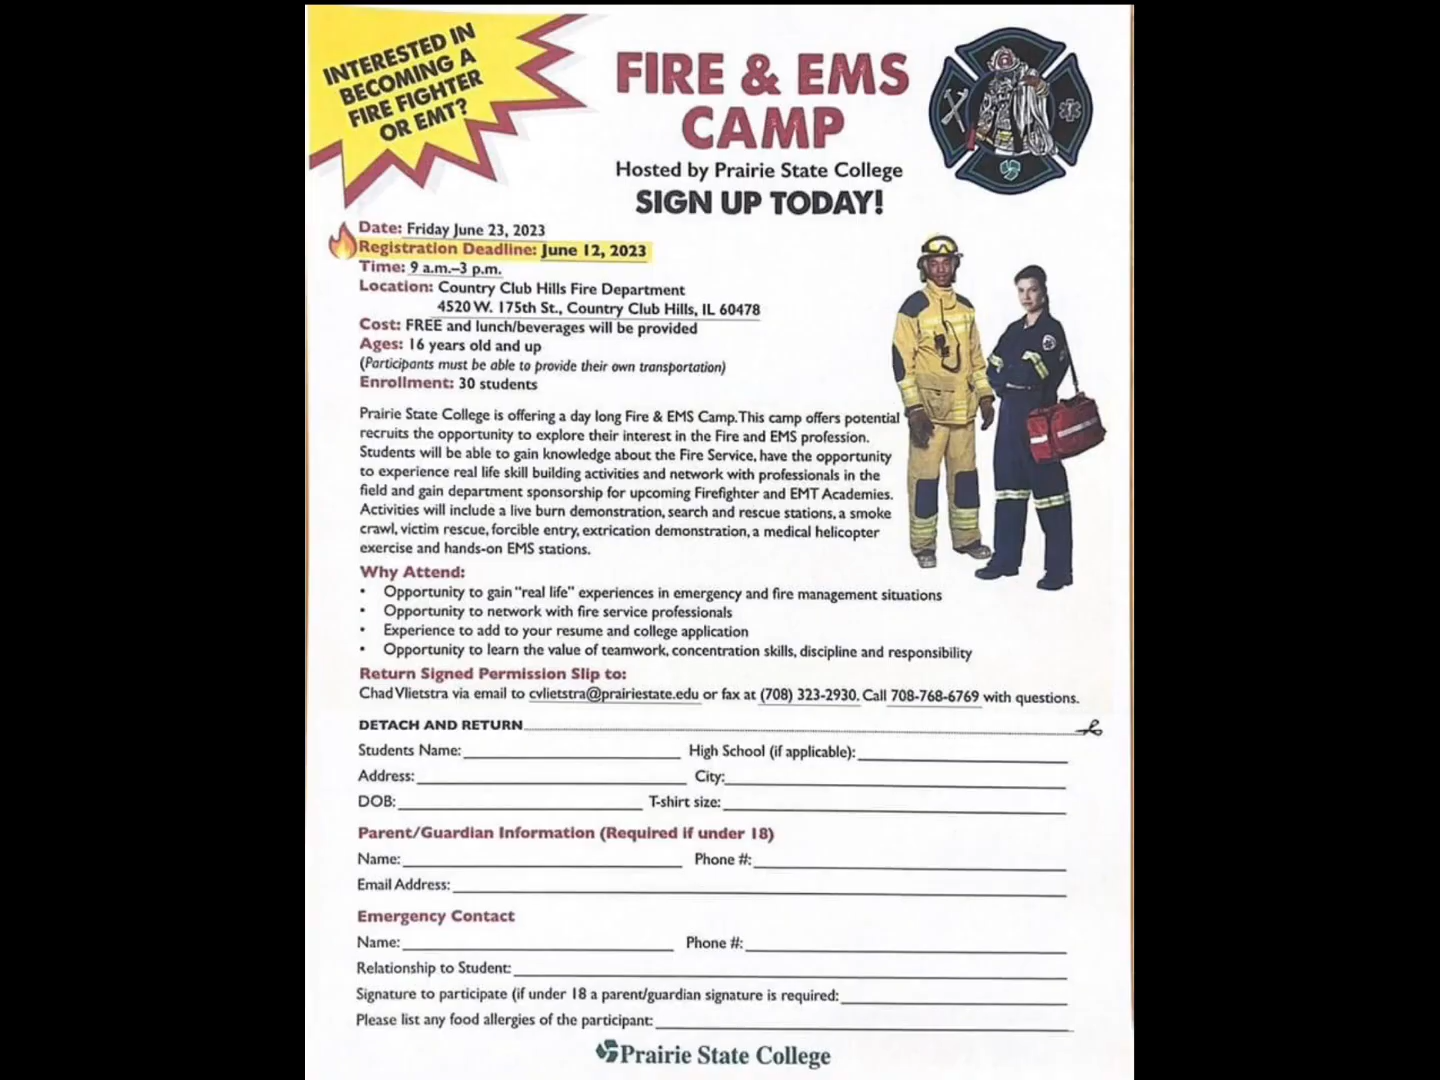 INTERESTED IN
BECOMING A
FIRE FIGHTER
OR EMT?
FIRE & EMS
CAMP
Hosted by Prairie State College
SIGN UP TODAY!
Date: Friday June 23, 2023
Registration Deadline: June 12, 2023
Time: 9 a.m.–3 p.m.
Location: Country Club Hills Fire Department
4520 W. 175th St., Country Club Hills, IL 60478
Cost: FREE and lunch/beverages will be provided
Ages: 16 years old and up
(Participants must be able to provide their own transportation)
Enrollment: 30 students
Prairie State College is offering a day long Fire & EMS Camp. This camp offers potential
recruits the opportunity to explore their interest in the Fire and EMS profession.
Students will be able to gain knowledge about the Fire Service, have the opportunity
to experience real life skill building activities and network with professionals in the
field and gain department sponsorship for upcoming Firefighter and EMT Academies.
Activities will include a live burn demonstration, search and rescue stations, a smoke
crawl, victim rescue, forcible entry, extrication demonstration, a medical helicopter
exercise and hands-on EMS stations.
Why Attend:
• Opportunity to gain "real life" experiences in emergency and fire management situations
• Opportunity to network with fire service professionals
• Experience to add to your resume and college application
• Opportunity to learn the value of teamwork, concentration skills, discipline and responsibility
Return Signed Permission Slip to:
Chad Vlietstra via email to cvlietstra@prairiestate.edu or fax at (708) 323-2930. Call 708-768-6769 with questions.
DETACH AND RETURN
Students Name: High School (if applicable):
Address: City:
DOB: T-shirt size:
Parent/Guardian Information (Required if under 18)
Name: Phone #:
Email Address:
Emergency Contact
Name: Phone #:
Relationship to Student:
Signature to participate (if under 18 a parent/guardian signature is required:
Please list any food allergies of the participant:
Prairie State College